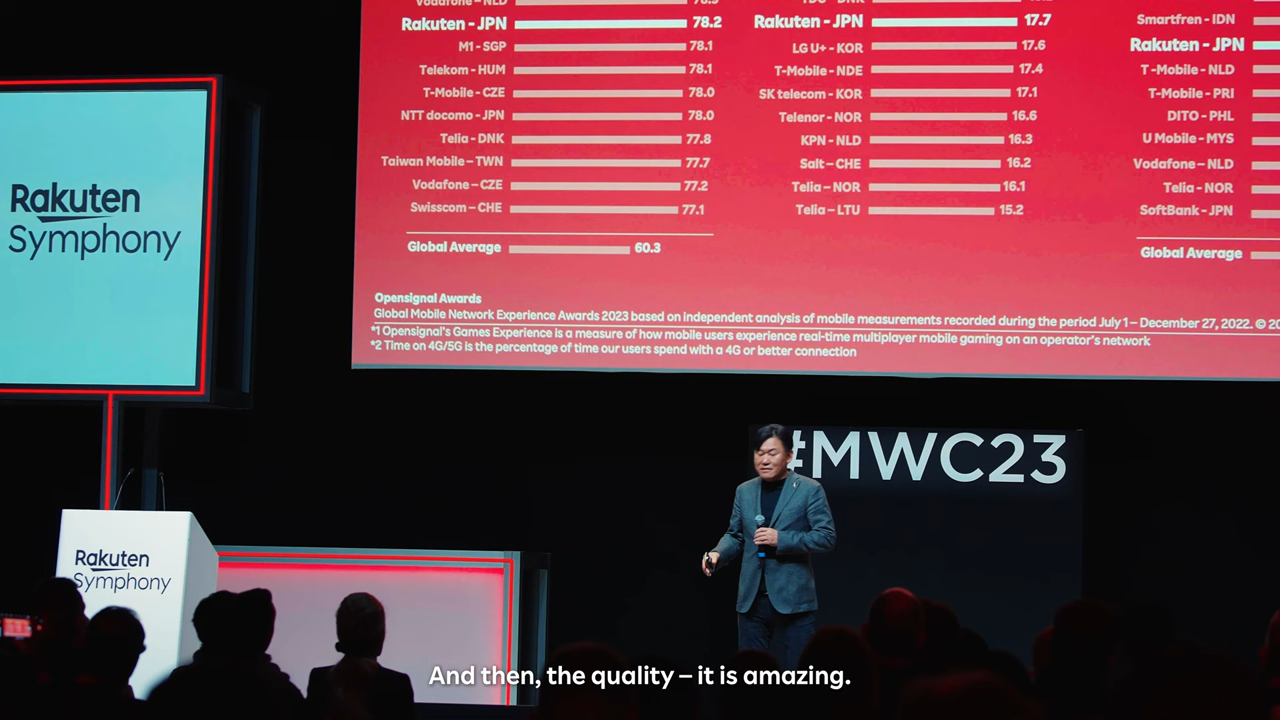 Vodafone – NLD
Rakuten - JPN 78.2
M1 - SGP 78.1
Telekom - HUM 78.1
T-Mobile - CZE 78.0
NTT docomo - JPN 78.0
Telia - DNK 77.8
Taiwan Mobile – TWN 77.7
Vodafone – CZE 77.2
Swisscom – CHE 77.1
Global Average 60.3
Rakuten - JPN 17.7
LG U+ - KOR 17.6
T-Mobile - NDE 17.4
SK telecom - KOR 17.1
Telenor - NOR 16.6
KPN – NLD 16.3
Salt – CHE 16.2
Telia – NOR 16.1
Telia – LTU 15.2
Smartfren - IDN
Rakuten - JPN
T -Mobile - NLD
T-Mobile - PRI
DITO - PHL
U Mobile - MYS
Vodafone – NLD
Telia - NOR
SoftBank - JPN
Global Average
Opensignal Awards
Global Mobile Network Experience Awards 2023 based on independent analysis of mobile measurements recorded during the period July 1 – December 27, 2022. © 20
*1 Opensignal's Games Experience is a measure of how mobile users experience real-time multiplayer mobile gaming on an operator's network
*2 Time on 4G/5G is the percentage of time our users spend with a 4G or better connection
Rakuten
Symphony
#MWC23
Rakuten
Symphony
And then, the quality – it is amazing.